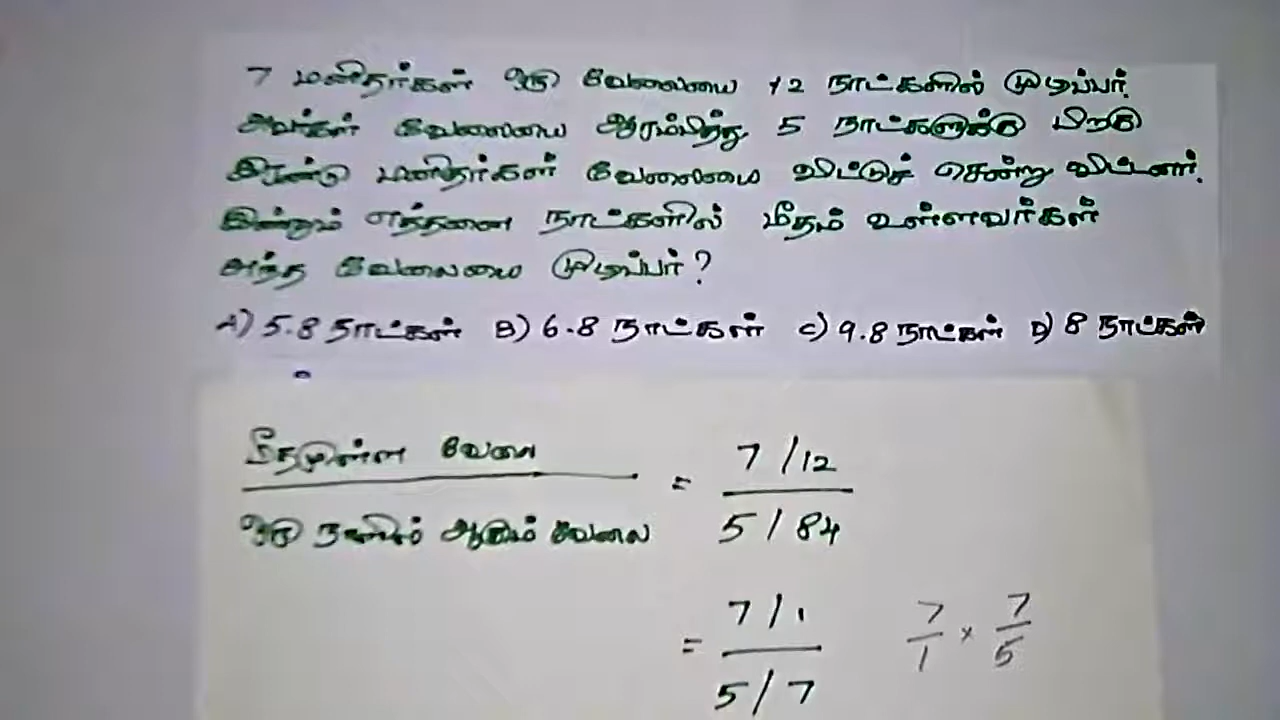 7 மனிதர்கள் ஒரு வேலையை 12 நாட்களில் முடிப்பர்.
அவர்கள் வேலையை ஆரம்பித்து 5 நாட்களுக்கு பிறகு
இரண்டு மனிதர்கள் வேலையை விட்டுச் சென்று விட்டனர்.
இன்னும் எத்தனை நாட்களில் மீதம் உள்ளவர்கள்
அந்த வேலையை முடிப்பர்?
A) 5.8 நாட்கள் B) 6.8 நாட்கள் C) 9.8 நாட்கள் D) 8 நாட்கள்
மீதமுள்ள வேலை = 7/12
ஒரு நாளில் ஆகும் வேலை 5/84
= 7/1 7/1 × 7/5
5/7